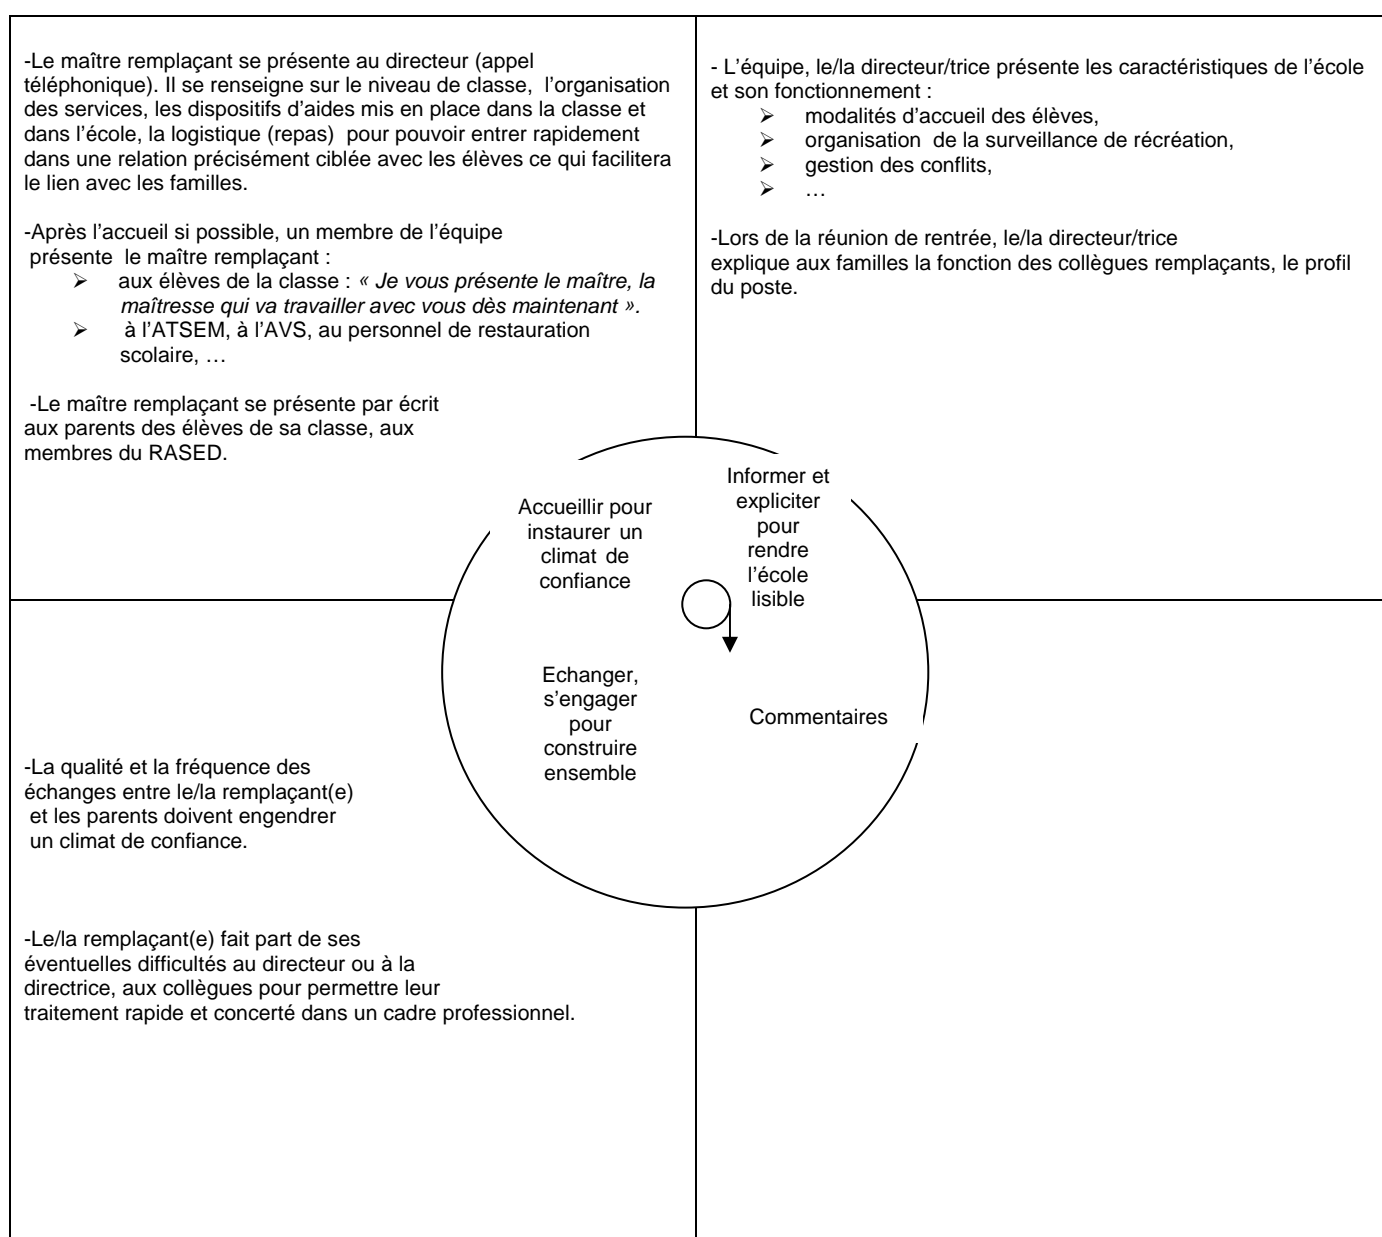 -Le maître remplaçant se présente au directeur (appel
téléphonique). Il se renseigne sur le niveau de classe, l’organisation
des services, les dispositifs d’aides mis en place dans la classe et
dans l’école, la logistique (repas) pour pouvoir entrer rapidement
dans une relation précisément ciblée avec les élèves ce qui facilitera
le lien avec les familles.
-Après l’accueil si possible, un membre de l’équipe
présente le maître remplaçant :
➢ aux élèves de la classe : « Je vous présente le maître, la
maîtresse qui va travailler avec vous dès maintenant ».
➢ à l’ATSEM, à l’AVS, au personnel de restauration
scolaire, …
-Le maître remplaçant se présente par écrit
aux parents des élèves de sa classe, aux
membres du RASED.
- L’équipe, le/la directeur/trice présente les caractéristiques de l’école
et son fonctionnement :
➢ modalités d’accueil des élèves,
➢ organisation de la surveillance de récréation,
➢ gestion des conflits,
➢ …
-Lors de la réunion de rentrée, le/la directeur/trice
explique aux familles la fonction des collègues remplaçants, le profil
du poste.
Accueillir pour
instaurer un
climat de
confiance
Informer et
expliciter
pour
rendre
l’école
lisible
Echanger,
s’engager
pour
construire
ensemble
Commentaires
-La qualité et la fréquence des
échanges entre le/la remplaçant(e)
et les parents doivent engendrer
un climat de confiance.
-Le/la remplaçant(e) fait part de ses
éventuelles difficultés au directeur ou à la
directrice, aux collègues pour permettre leur
traitement rapide et concerté dans un cadre professionnel.